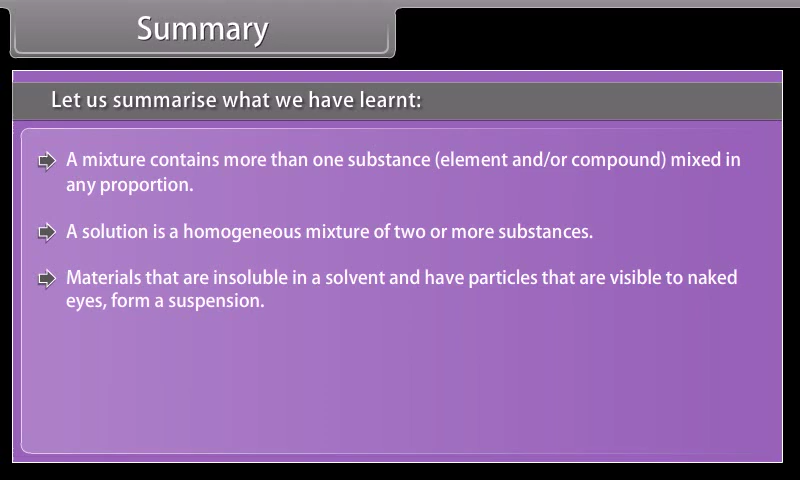 Summary
Let us summarise what we have learnt:
A mixture contains more than one substance (element and/or compound) mixed in
any proportion.
A solution is a homogeneous mixture of two or more substances.
Materials that are insoluble in a solvent and have particles that are visible to naked
eyes, form a suspension.